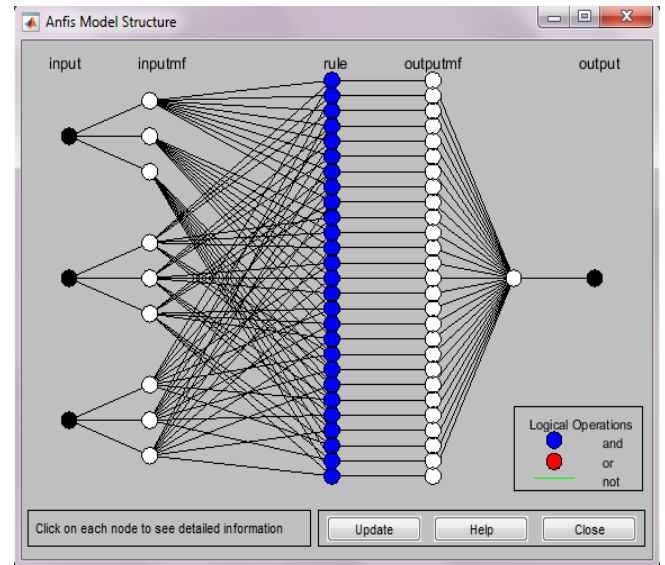 Anfis Model Structure
input inputmf rule outputmf output
Logical Operations
and
or
not
Click on each node to see detailed information
Update Help Close